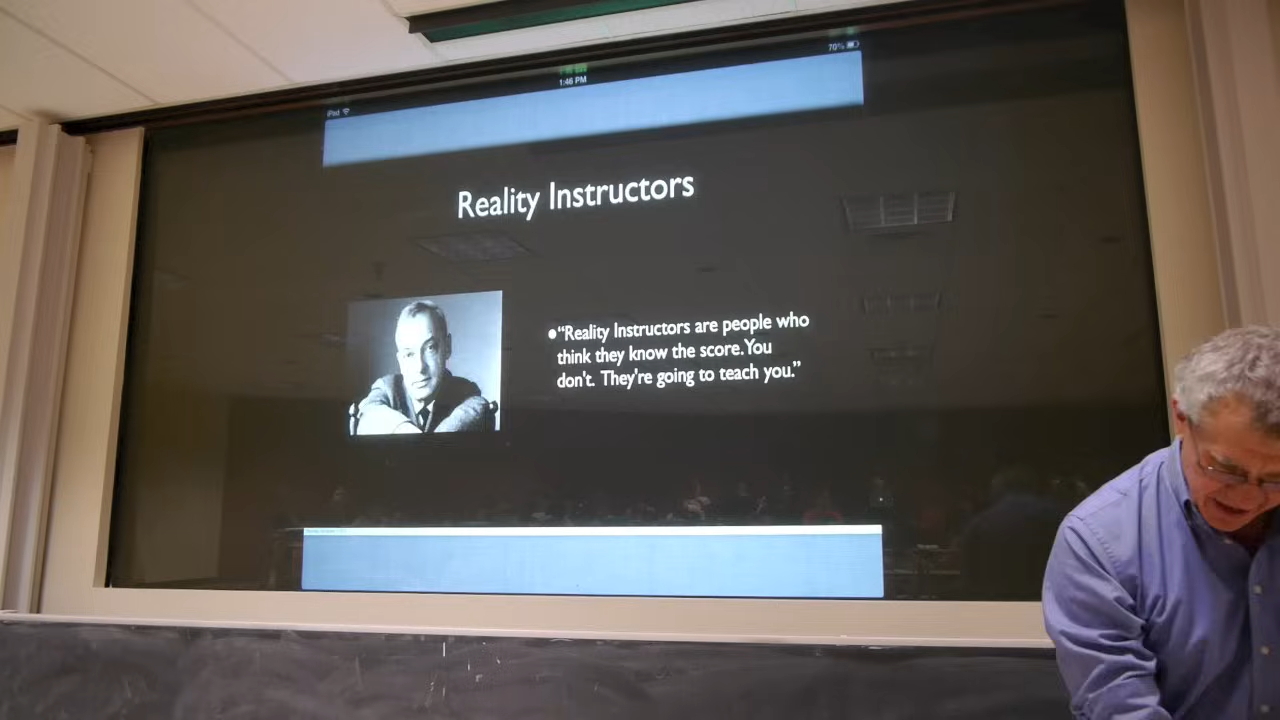 iPad
1:46 PM
70%
Reality Instructors
•“Reality Instructors are people who
think they know the score.You
don't. They're going to teach you.”